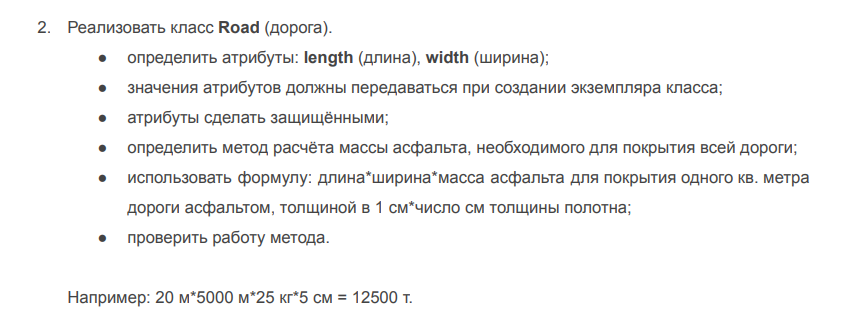 2. Реализовать класс Road (дорога).
● определить атрибуты: length (длина), width (ширина);
● значения атрибутов должны передаваться при создании экземпляра класса;
● атрибуты сделать защищёнными;
● определить метод расчёта массы асфальта, необходимого для покрытия всей дороги;
● использовать формулу: длина*ширина*масса асфальта для покрытия одного кв. метра
дороги асфальтом, толщиной в 1 см*число см толщины полотна;
● проверить работу метода.
Например: 20 м*5000 м*25 кг*5 см = 12500 т.